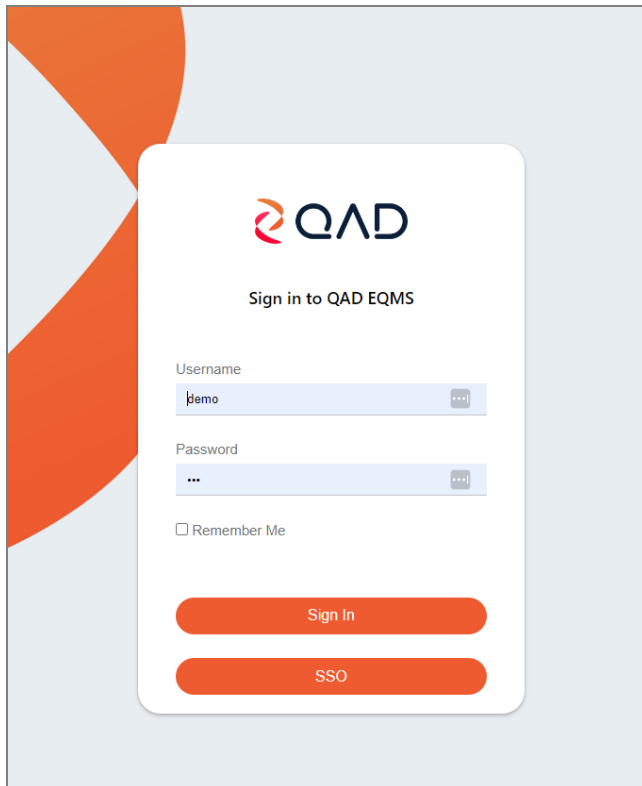 QAD
Sign in to QAD EQMS
Username
demo
Password
•••
Remember Me
Sign In
SSO